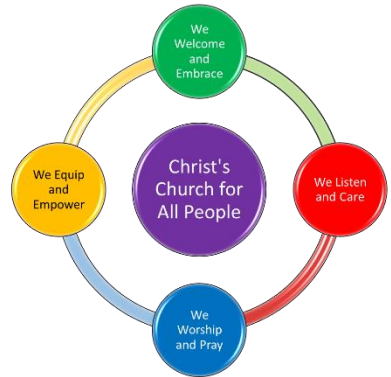 We
Welcome
and
Embrace
We Equip
and
Empower
Christ's
Church for
All People
We Listen
and Care
We
Worship
and Pray